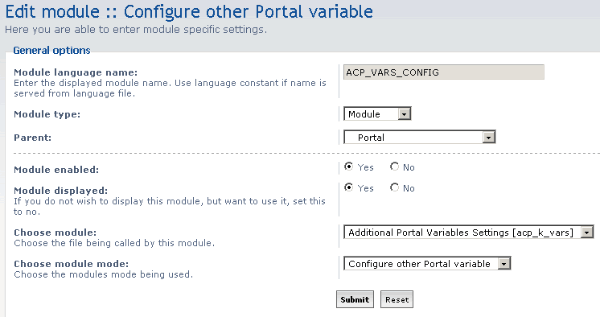 Edit module :: Configure other Portal variable
Here you are able to enter module specific settings.
General options
Module language name:
ACP_VARS_CONFIG
Enter the displayed module name. Use language constant if name is
served from language file.
Module type:
Module
Parent:
Portal
Module enabled:
Yes No
Module displayed:
Yes No
If you do not wish to display this module, but want to use it, set this
to no.
Choose module:
Additional Portal Variables Settings [acp_k_vars]
Choose the file being called by this module.
Choose module mode:
Configure other Portal variable
Choose the modules mode being used.
Submit Reset